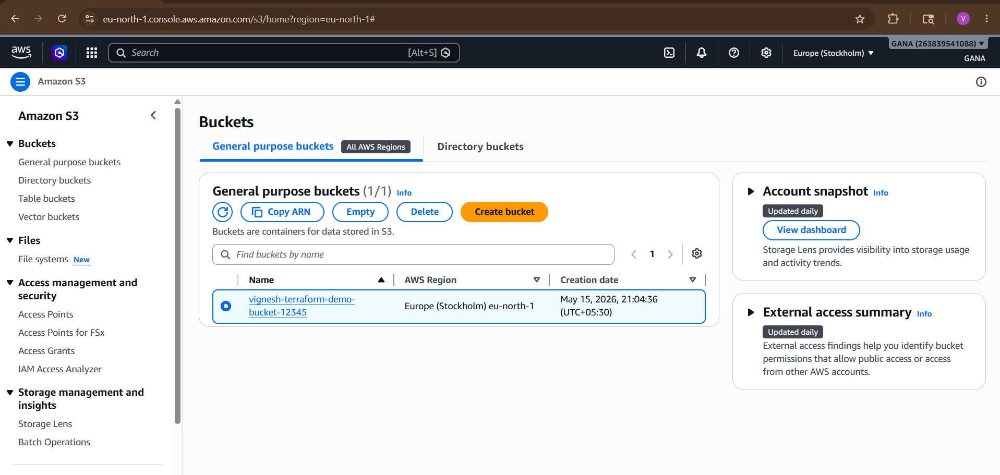 eu-north-1.console.aws.amazon.com/s3/home?region=eu-north-1#
V
aws
Search
[Alt+S]
Europe (Stockholm)
GANA (263839541088)
GANA
Amazon S3
Amazon S3
Buckets
General purpose buckets
Directory buckets
Table buckets
Vector buckets
Files
File systems New
Access management and
security
Access Points
Access Points for FSx
Access Grants
IAM Access Analyzer
Storage management and
insights
Storage Lens
Batch Operations
Buckets
General purpose buckets All AWS Regions
Directory buckets
General purpose buckets (1/1) Info
Copy ARN
Empty
Delete
Create bucket
Buckets are containers for data stored in S3.
Find buckets by name
1
Name
AWS Region
Creation date
vignesh-terraform-demo-
bucket-12345
Europe (Stockholm) eu-north-1
May 15, 2026, 21:04:36
(UTC+05:30)
Account snapshot Info
Updated daily
View dashboard
Storage Lens provides visibility into storage usage
and activity trends.
External access summary Info
Updated daily
External access findings help you identify bucket
permissions that allow public access or access
from other AWS accounts.